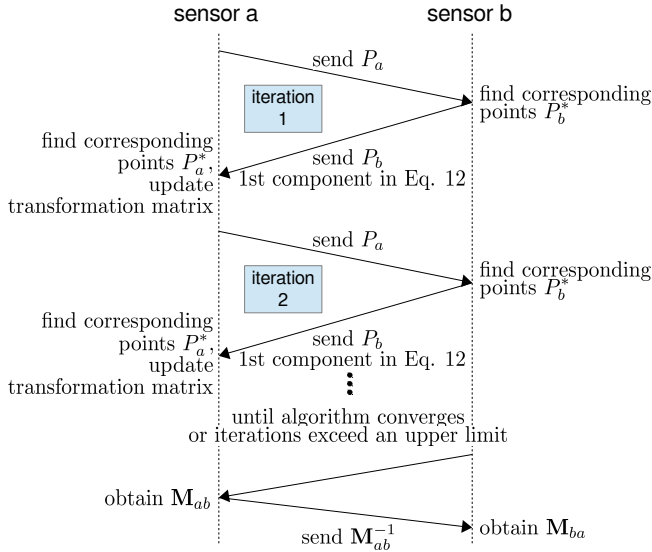 sensor a
sensor b
send P_a
iteration
1
find corresponding
points P_b^*
find corresponding
points P_a^*,
update
transformation matrix
send P_b
1st component in Eq. 12
send P_a
iteration
2
find corresponding
points P_b^*
find corresponding
points P_a^*,
update
transformation matrix
send P_b
1st component in Eq. 12
until algorithm converges
or iterations exceed an upper limit
obtain M_ab
send M_ab^-1
obtain M_ba